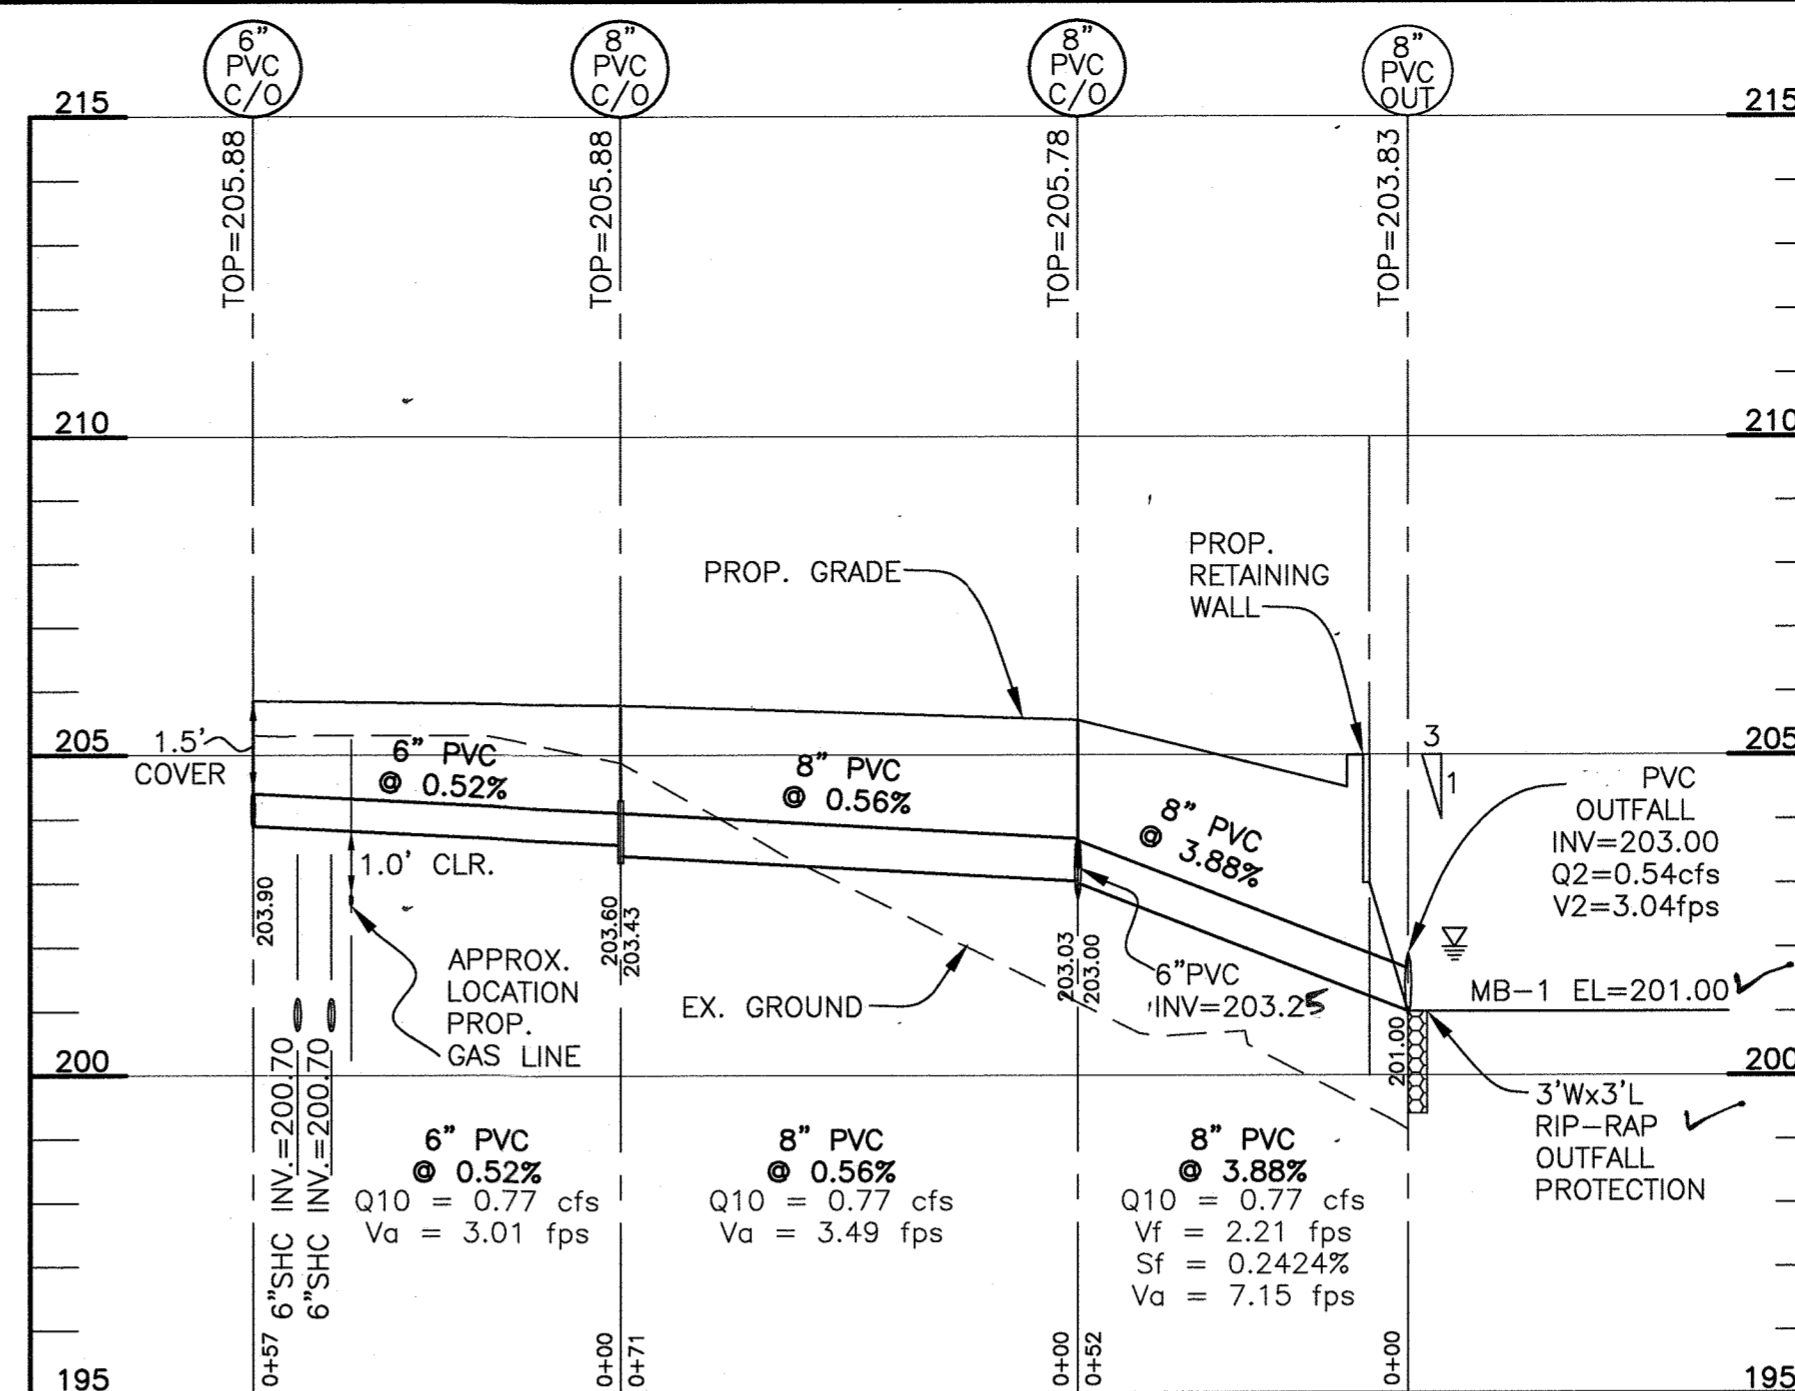 6"
PVC
C/O
8"
PVC
C/O
8"
PVC
C/O
8"
PVC
OUT
215
215
TOP=205.88
TOP=205.88
TOP=205.78
TOP=203.83
210
210
PROP. GRADE
PROP.
RETAINING
WALL
1.5'
COVER
205
205
6" PVC
@ 0.52%
8" PVC
@ 0.56%
8" PVC
@ 3.88%
3
1
PVC
OUTFALL
INV=203.00
Q2=0.54cfs
V2=3.04fps
1.0' CLR.
203.90
203.60
203.43
203.03
203.00
APPROX.
LOCATION
PROP.
GAS LINE
EX. GROUND
6"PVC
INV=203.25
MB-1 EL=201.00
201.00
200
200
6"SHC INV.=200.70
6"SHC INV.=200.70
3'Wx3'L
RIP-RAP
OUTFALL
PROTECTION
6" PVC
@ 0.52%
Q10 = 0.77 cfs
Va = 3.01 fps
8" PVC
@ 0.56%
Q10 = 0.77 cfs
Va = 3.49 fps
8" PVC
@ 3.88%
Q10 = 0.77 cfs
Vf = 2.21 fps
Sf = 0.2424%
Va = 7.15 fps
0+57
0+00
0+71
0+00
0+52
0+00
195
195